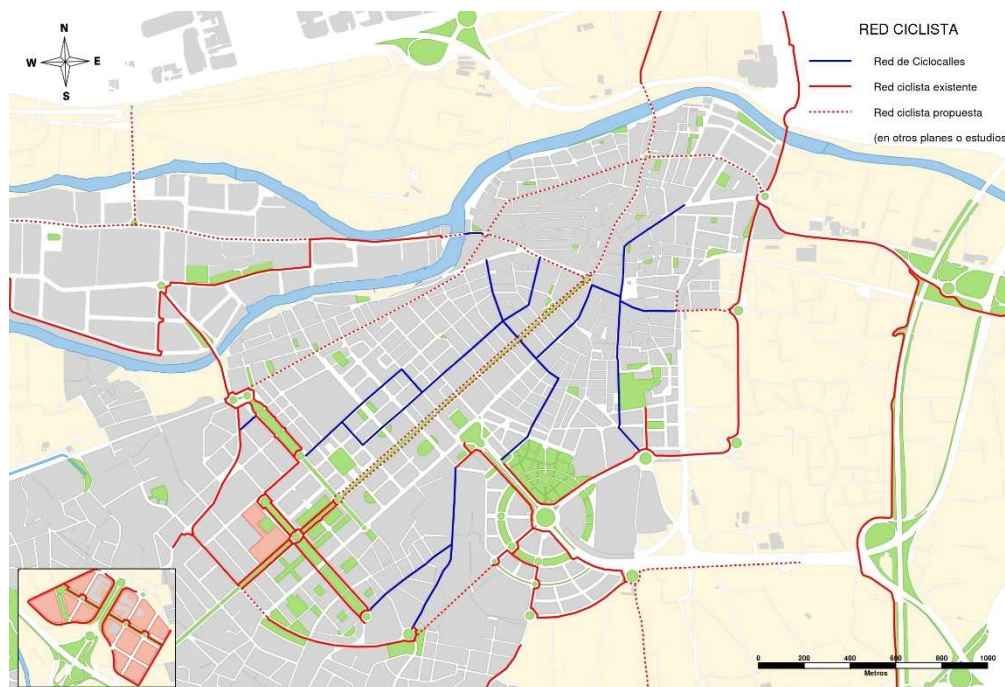 N
W E
S
RED CICLISTA
Red de Ciclocalles
Red ciclista existente
Red ciclista propuesta
(en otros planes o estudios
0 200 400 600 800 1000
Metros